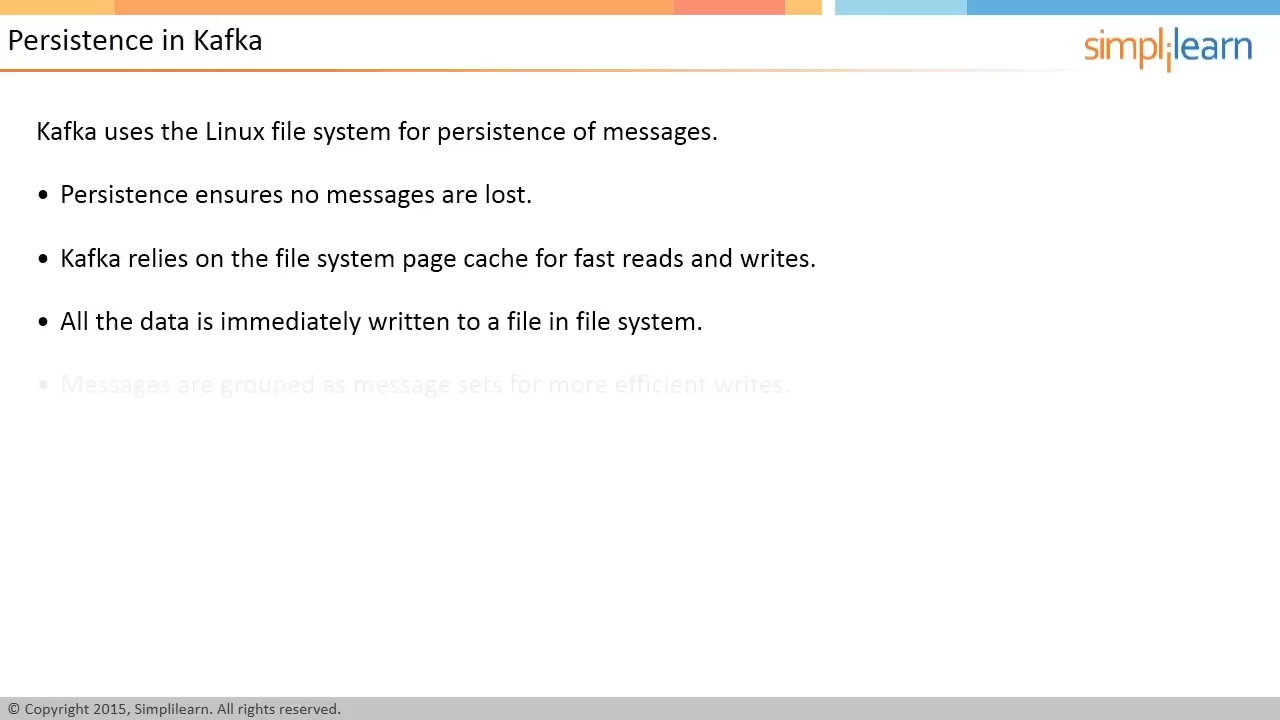 Persistence in Kafka
simplilearn
Kafka uses the Linux file system for persistence of messages.
• Persistence ensures no messages are lost.
• Kafka relies on the file system page cache for fast reads and writes.
• All the data is immediately written to a file in file system.
• Messages are grouped as message sets for more efficient writes.
© Copyright 2015, Simplilearn. All rights reserved.